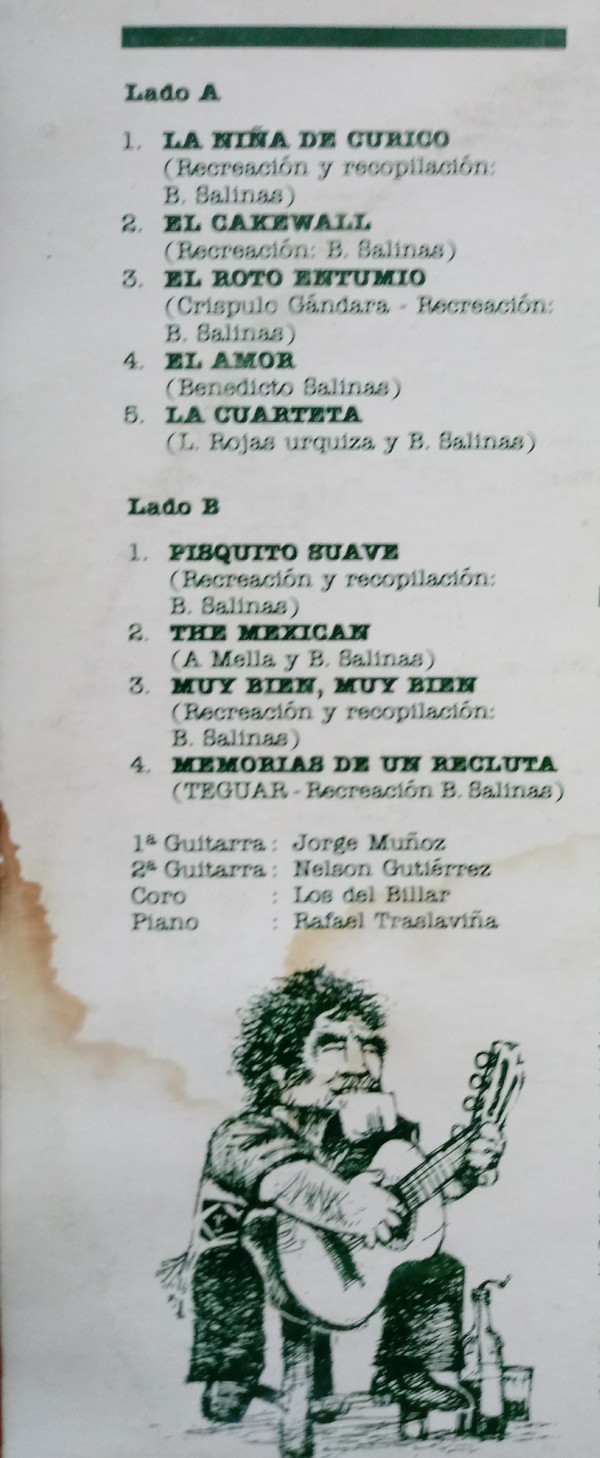 Lado A
1. LA NIÑA DE CURICO
(Recreación y recopilación:
B. Salinas)
2. EL CAKEWALL
(Recreación: B. Salinas)
3. EL ROTO ENTUMIO
(Crispulo Gándara - Recreación:
B. Salinas)
4. EL AMOR
(Benedicto Salinas)
5. LA CUARTETA
(L. Rojas urquiza y B. Salinas)
Lado B
1. PISQUITO SUAVE
(Recreación y recopilación:
B. Salinas)
2. THE MEXICAN
(A Mella y B. Salinas)
3. MUY BIEN, MUY BIEN
(Recreación y recopilación:
B. Salinas)
4. MEMORIAS DE UN RECLUTA
(TEGUAR - Recreación B. Salinas)
1ª Guitarra : Jorge Muñoz
2ª Guitarra : Nelson Gutiérrez
Coro : Los del Billar
Piano : Rafael Traslaviña